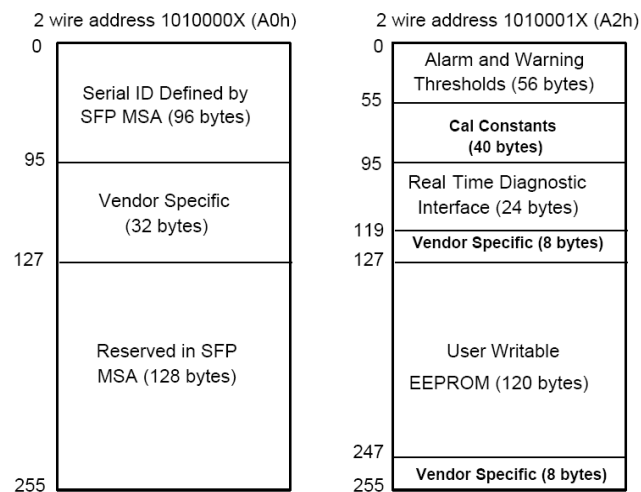 2 wire address 1010000X (A0h)
0
Serial ID Defined by
SFP MSA (96 bytes)
95
Vendor Specific
(32 bytes)
127
Reserved in SFP
MSA (128 bytes)
255
2 wire address 1010001X (A2h)
0
Alarm and Warning
Thresholds (56 bytes)
55
Cal Constants
(40 bytes)
95
Real Time Diagnostic
Interface (24 bytes)
119
Vendor Specific (8 bytes)
127
User Writable
EEPROM (120 bytes)
247
Vendor Specific (8 bytes)
255